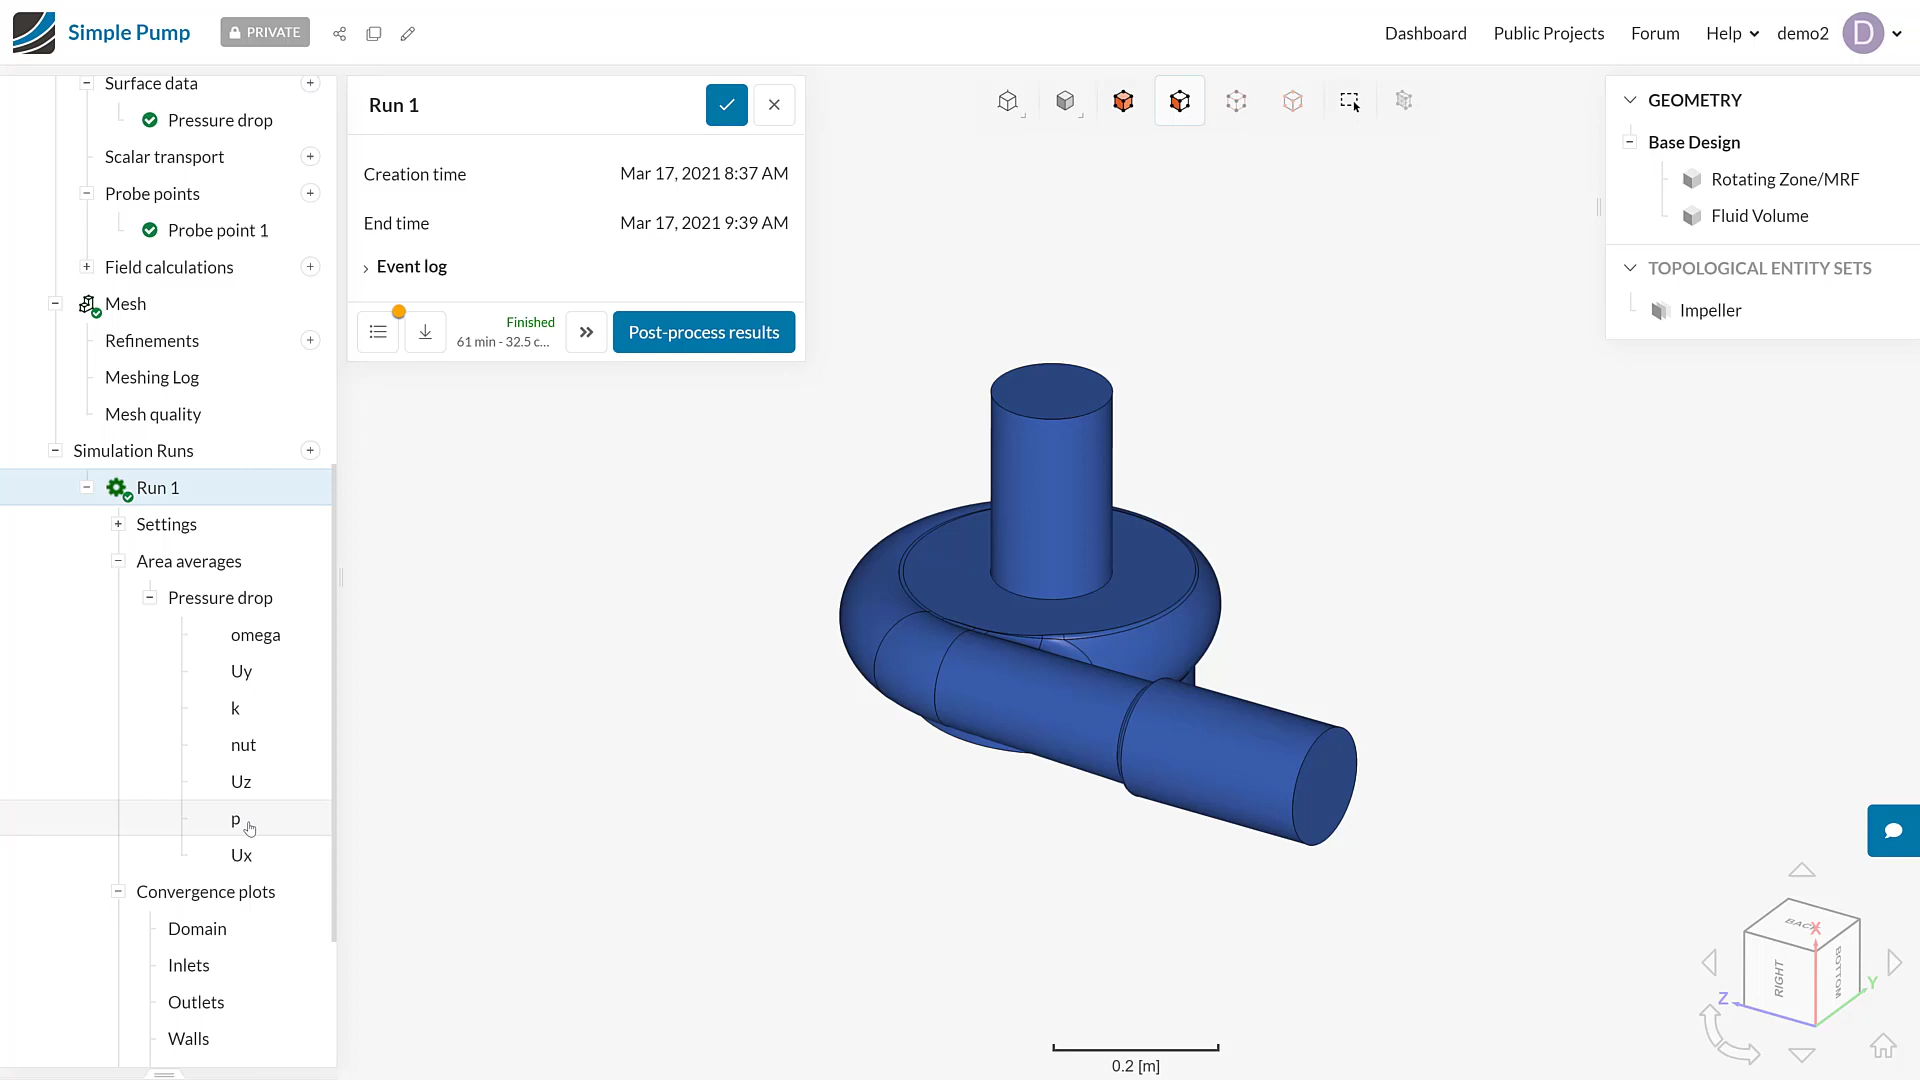 Simple Pump
PRIVATE
Dashboard
Public Projects
Forum
Help
demo2
D
Surface data
Pressure drop
Scalar transport
Probe points
Probe point 1
Field calculations
Mesh
Refinements
Meshing Log
Mesh quality
Simulation Runs
Run 1
Settings
Area averages
Pressure drop
omega
Uy
k
nut
Uz
p
Ux
Convergence plots
Domain
Inlets
Outlets
Walls
Run 1
Creation time Mar 17, 2021 8:37 AM
End time Mar 17, 2021 9:39 AM
Event log
Finished
61 min - 32.5 c...
Post-process results
GEOMETRY
Base Design
Rotating Zone/MRF
Fluid Volume
TOPOLOGICAL ENTITY SETS
Impeller
0.2 [m]
BACK
X
RIGHT
BOTTOM
Y
Z